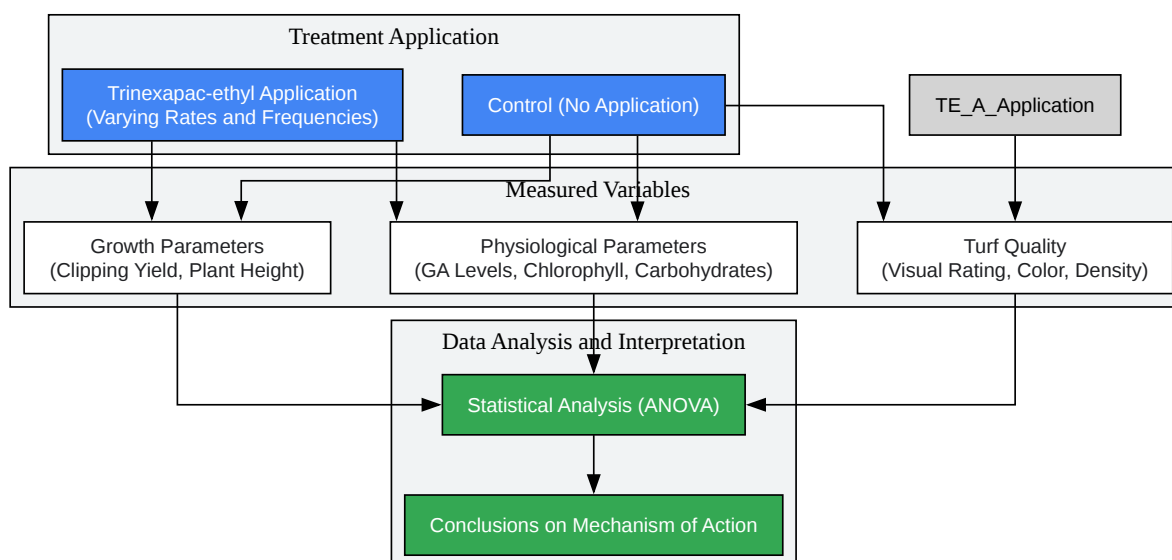 Treatment Application
Trinexapac-ethyl Application
(Varying Rates and Frequencies)
Control (No Application)
TE_A_Application
Measured Variables
Growth Parameters
(Clipping Yield, Plant Height)
Physiological Parameters
(GA Levels, Chlorophyll, Carbohydrates)
Turf Quality
(Visual Rating, Color, Density)
Data Analysis and Interpretation
Statistical Analysis (ANOVA)
Conclusions on Mechanism of Action